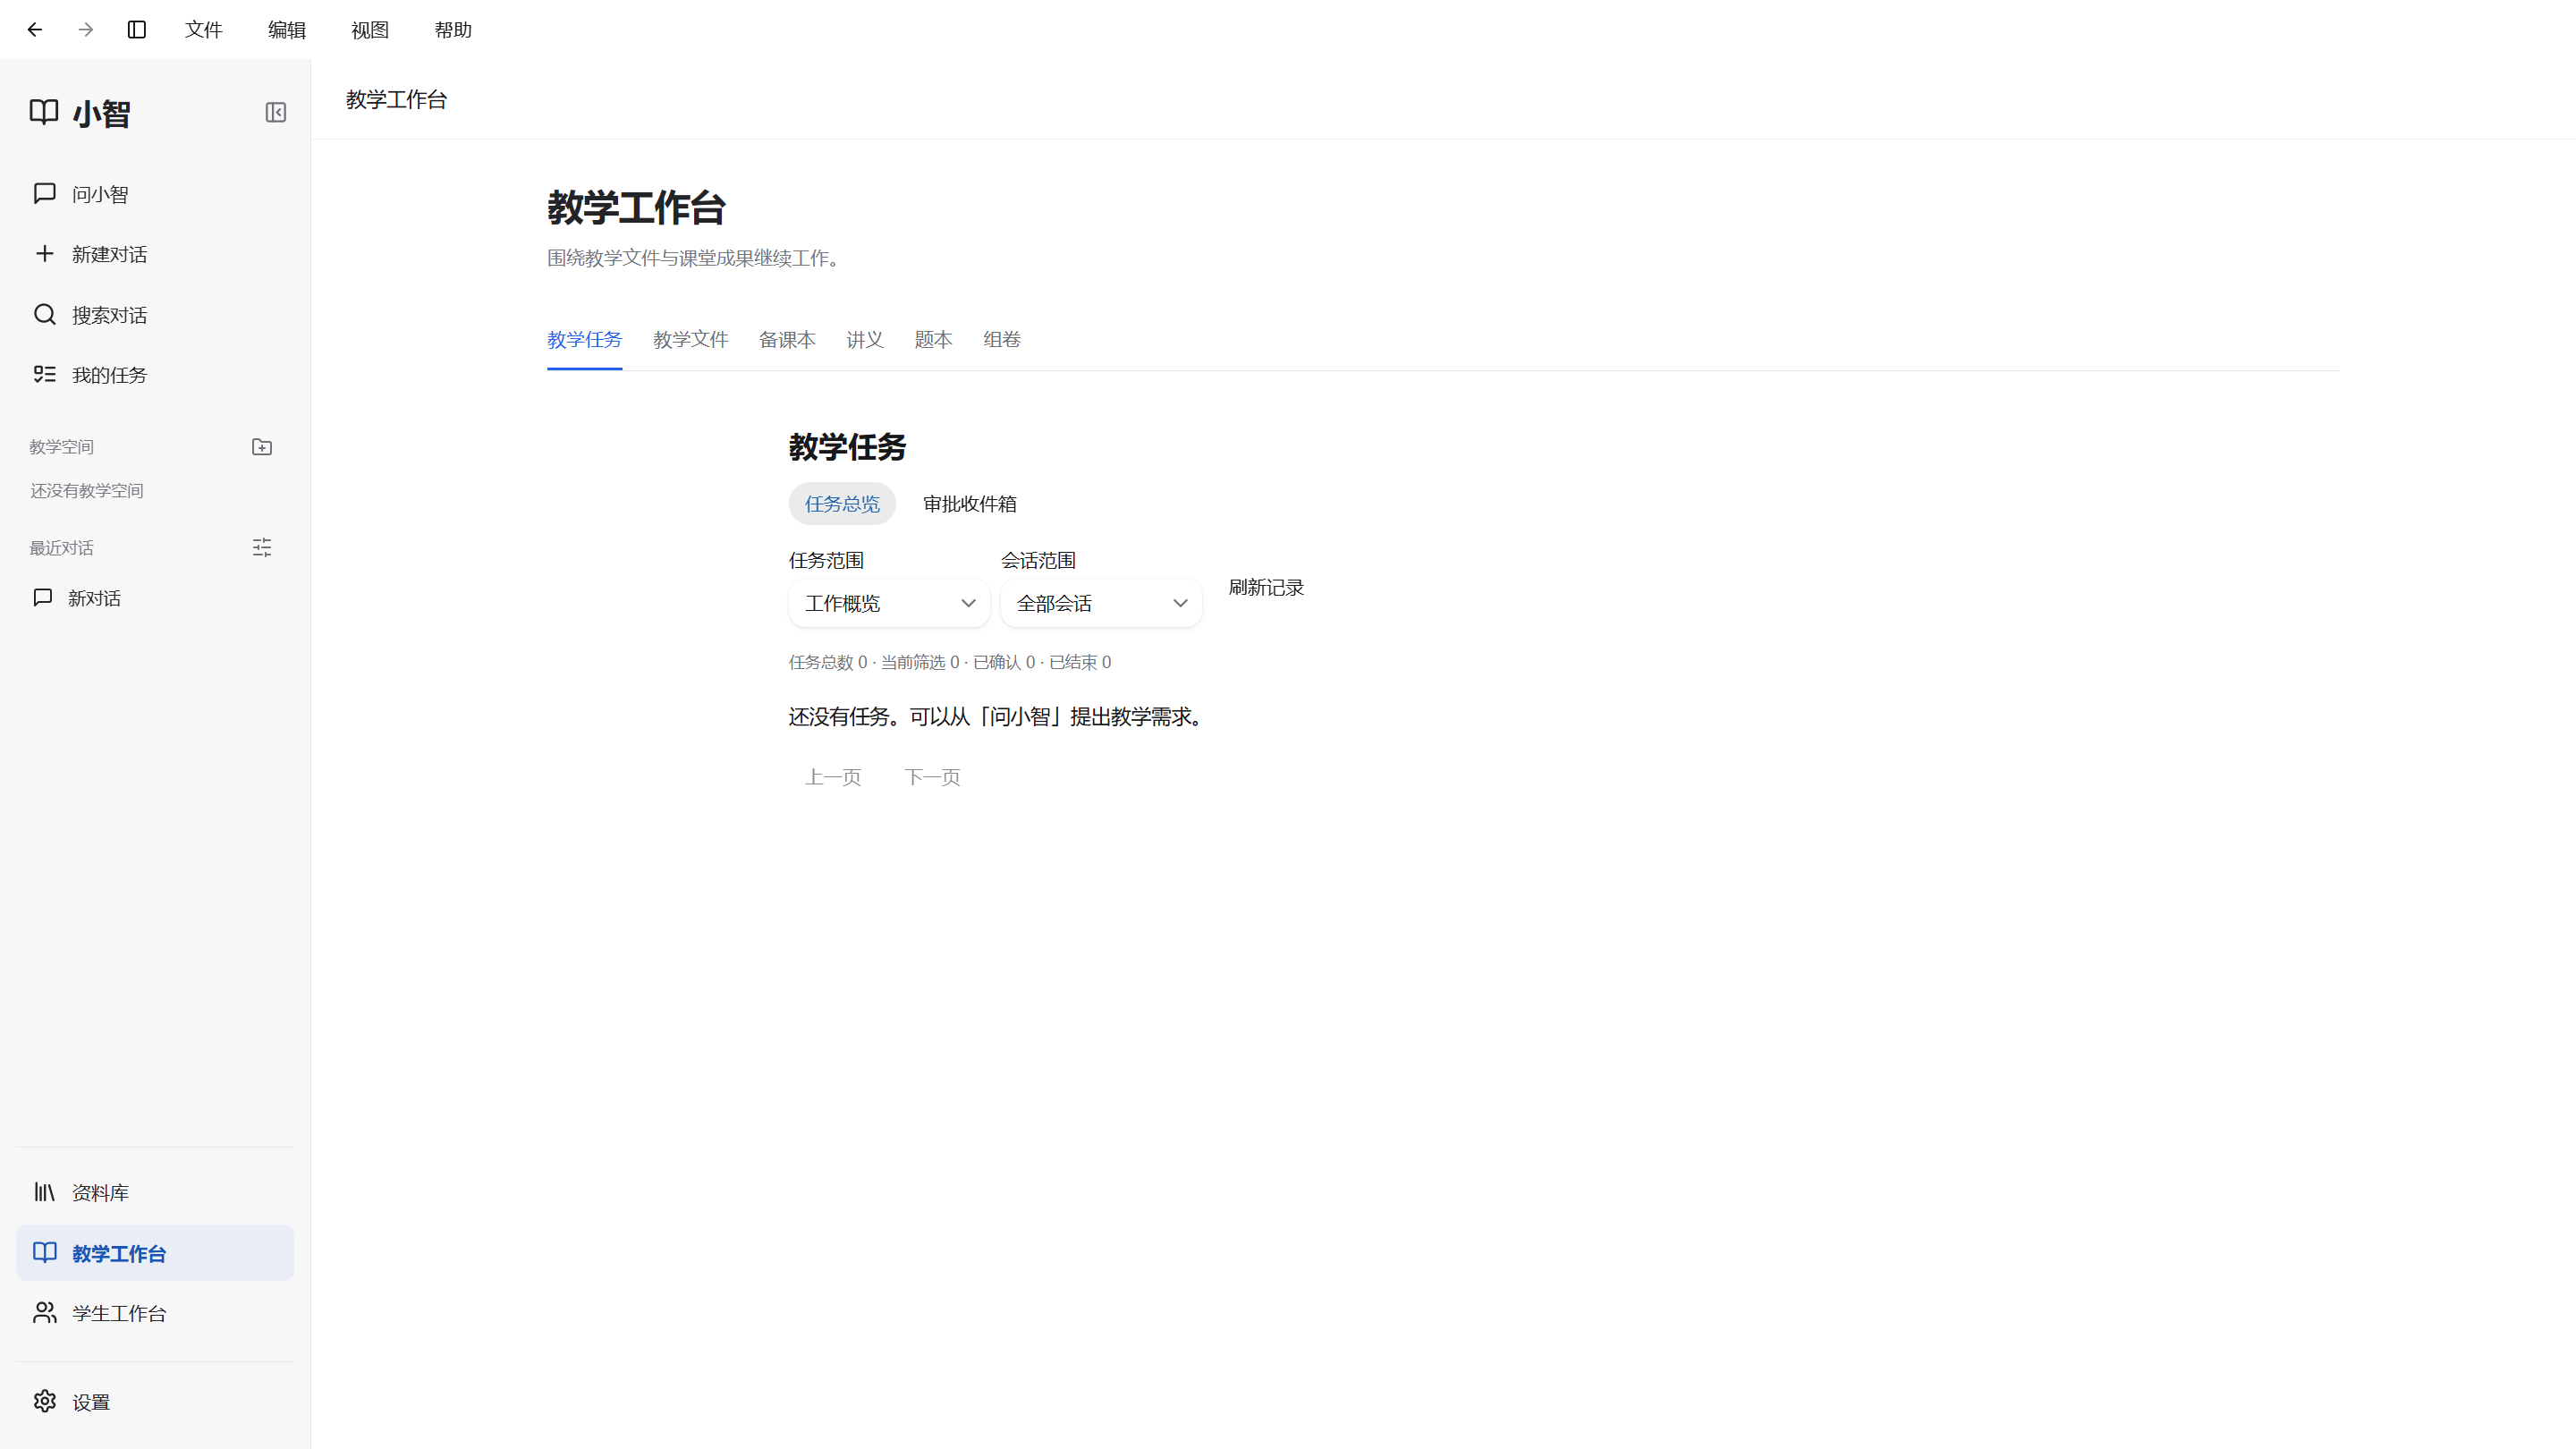 文件 编辑 视图 帮助
小智
问小智
新建对话
搜索对话
我的任务
教学空间
还没有教学空间
最近对话
新对话
资料库
教学工作台
学生工作台
设置
教学工作台
教学工作台
围绕教学文件与课堂成果继续工作。
教学任务 教学文件 备课本 讲义 题本 组卷
教学任务
任务总览 审批收件箱
任务范围 会话范围
工作概览 全部会话 刷新记录
任务总数 0 · 当前筛选 0 · 已确认 0 · 已结束 0
还没有任务。可以从「问小智」提出教学需求。
上一页 下一页